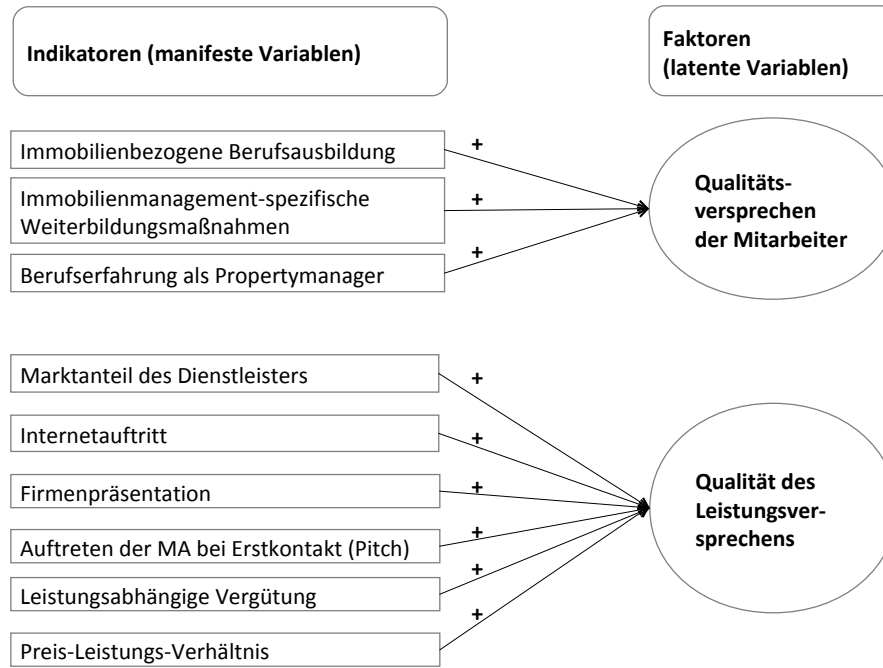 Indikatoren (manifeste Variablen)
Faktoren
(latente Variablen)
Immobilienbezogene Berufsausbildung
+
Immobilienmanagement-spezifische
Weiterbildungsmaßnahmen
+
Berufserfahrung als Propertymanager
+
Qualitäts-
versprechen
der Mitarbeiter
Marktanteil des Dienstleisters
+
Internetauftritt
+
Firmenpräsentation
+
Auftreten der MA bei Erstkontakt (Pitch)
+
Leistungsabhängige Vergütung
+
Preis-Leistungs-Verhältnis
+
Qualität des
Leistungsver-
sprechens